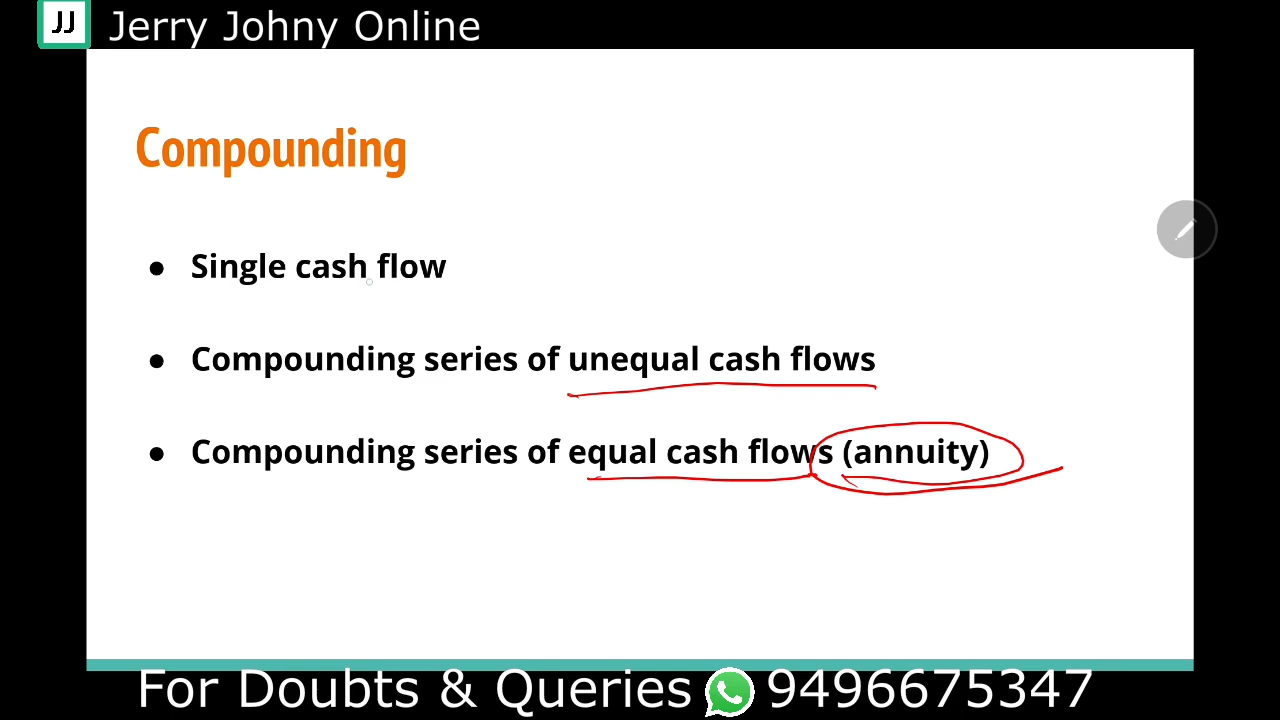 JJ Jerry Johny Online
Compounding
● Single cash flow
● Compounding series of unequal cash flows
● Compounding series of equal cash flows (annuity)
For Doubts & Queries 9496675347